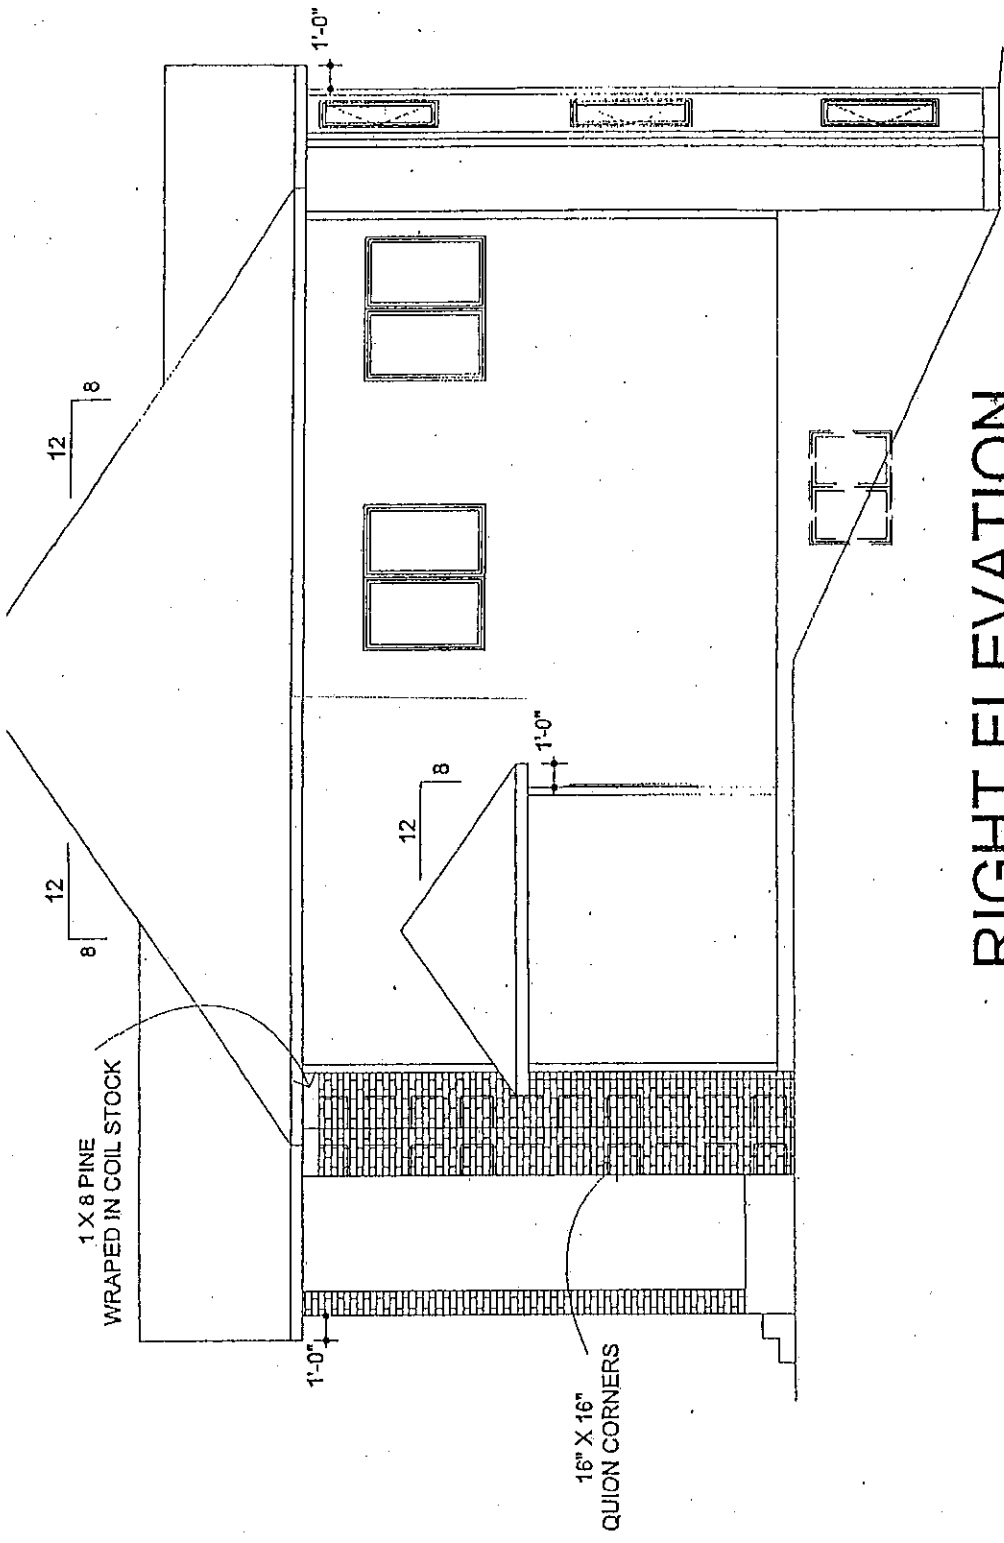 12
8
12
8
1 X 8 PINE
WRAPED IN COIL STOCK
1'-0"
12
8
1'-0"
1'-0"
16" X 16"
QUION CORNERS
RIGHT ELEVATION